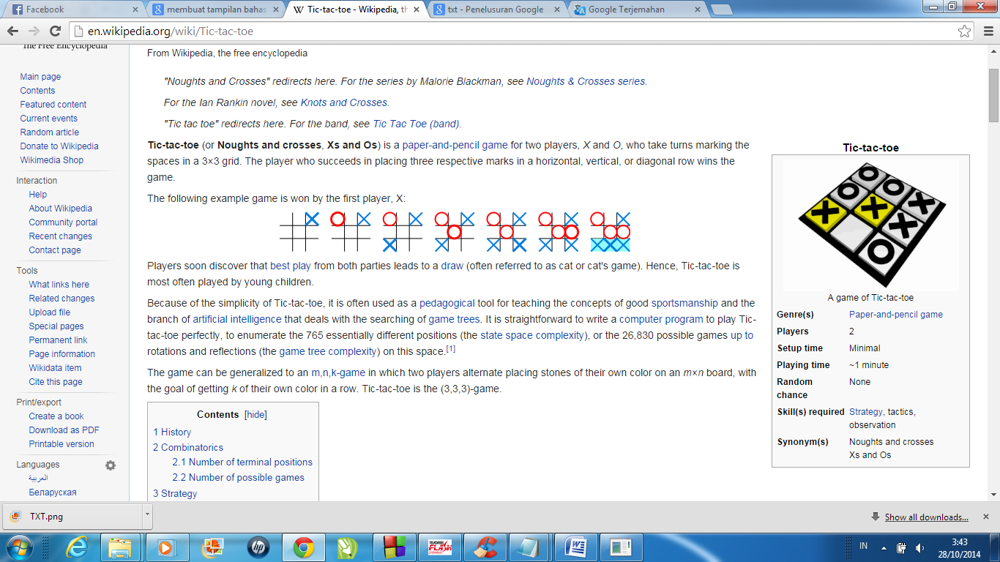 Facebook
membuat tampilan bahas
Tic-tac-toe - Wikipedia, th
txt - Penelusuran Google
Google Terjemahan
en.wikipedia.org/wiki/Tic-tac-toe
The Free Encyclopedia
Main page
Contents
Featured content
Current events
Random article
Donate to Wikipedia
Wikimedia Shop
Interaction
Help
About Wikipedia
Community portal
Recent changes
Contact page
Tools
What links here
Related changes
Upload file
Special pages
Permanent link
Page information
Wikidata item
Cite this page
Print/export
Create a book
Download as PDF
Printable version
Languages
العربية
Беларуская
From Wikipedia, the free encyclopedia
"Noughts and Crosses" redirects here. For the series by Malorie Blackman, see Noughts & Crosses series.
For the Ian Rankin novel, see Knots and Crosses.
"Tic tac toe" redirects here. For the band, see Tic Tac Toe (band).
Tic-tac-toe (or Noughts and crosses, Xs and Os) is a paper-and-pencil game for two players, X and O, who take turns marking the
spaces in a 3×3 grid. The player who succeeds in placing three respective marks in a horizontal, vertical, or diagonal row wins the
game.
The following example game is won by the first player, X:
Players soon discover that best play from both parties leads to a draw (often referred to as cat or cat's game). Hence, Tic-tac-toe is
most often played by young children.
Because of the simplicity of Tic-tac-toe, it is often used as a pedagogical tool for teaching the concepts of good sportsmanship and the
branch of artificial intelligence that deals with the searching of game trees. It is straightforward to write a computer program to play Tic-
tac-toe perfectly, to enumerate the 765 essentially different positions (the state space complexity), or the 26,830 possible games up to
rotations and reflections (the game tree complexity) on this space.[1]
The game can be generalized to an m,n,k-game in which two players alternate placing stones of their own color on an m×n board, with
the goal of getting k of their own color in a row. Tic-tac-toe is the (3,3,3)-game.
Contents [hide]
1 History
2 Combinatorics
2.1 Number of terminal positions
2.2 Number of possible games
3 Strategy
Tic-tac-toe
A game of Tic-tac-toe
Genre(s) Paper-and-pencil game
Players 2
Setup time Minimal
Playing time ~1 minute
Random None
chance
Skill(s) required Strategy, tactics,
observation
Synonym(s) Noughts and crosses
Xs and Os
TXT.png
Show all downloads...
hp
FLASH
IN
3:43
28/10/2014